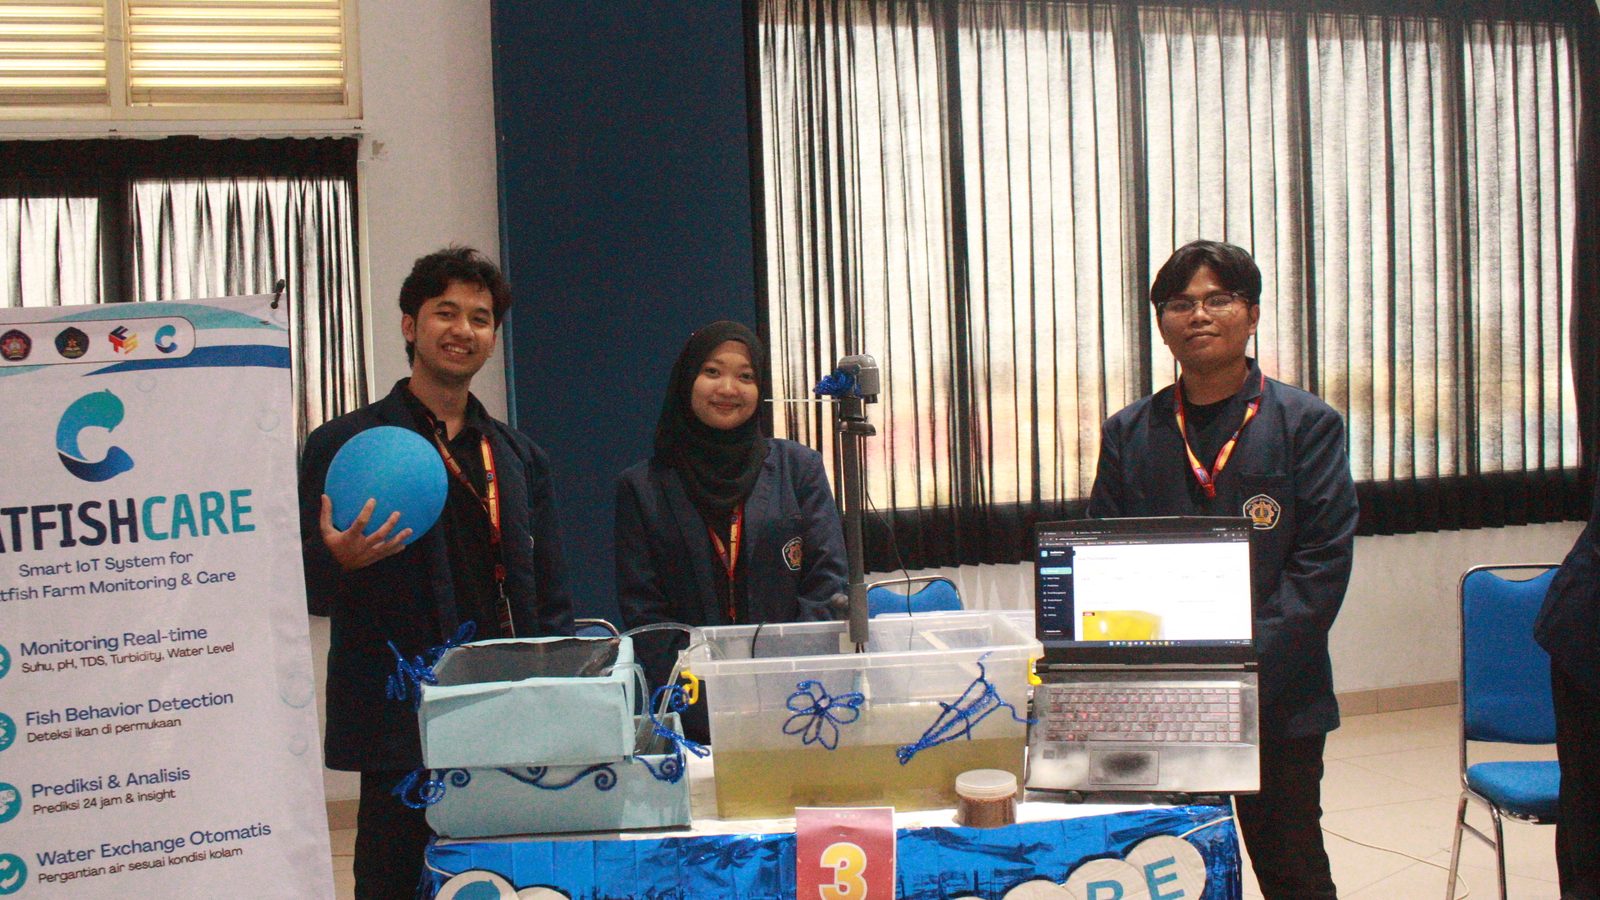 ATFISHCARE
Smart IoT System for
tfish Farm Monitoring & Care
Monitoring Real-time
Suhu, pH, TDS, Turbidity, Water Level
Fish Behavior Detection
Deteksi ikan di permukaan
Prediksi & Analisis
Prediksi 24 jam & insight
Water Exchange Otomatis
Pergantian air sesuai kondisi kolam
3
C
R E